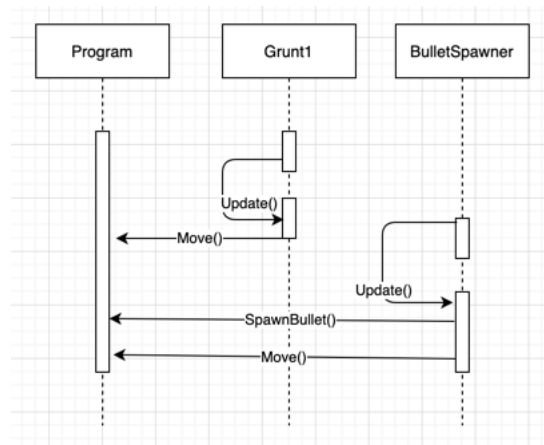 Program
Grunt1
BulletSpawner
Update()
Move()
Update()
SpawnBullet()
Move()